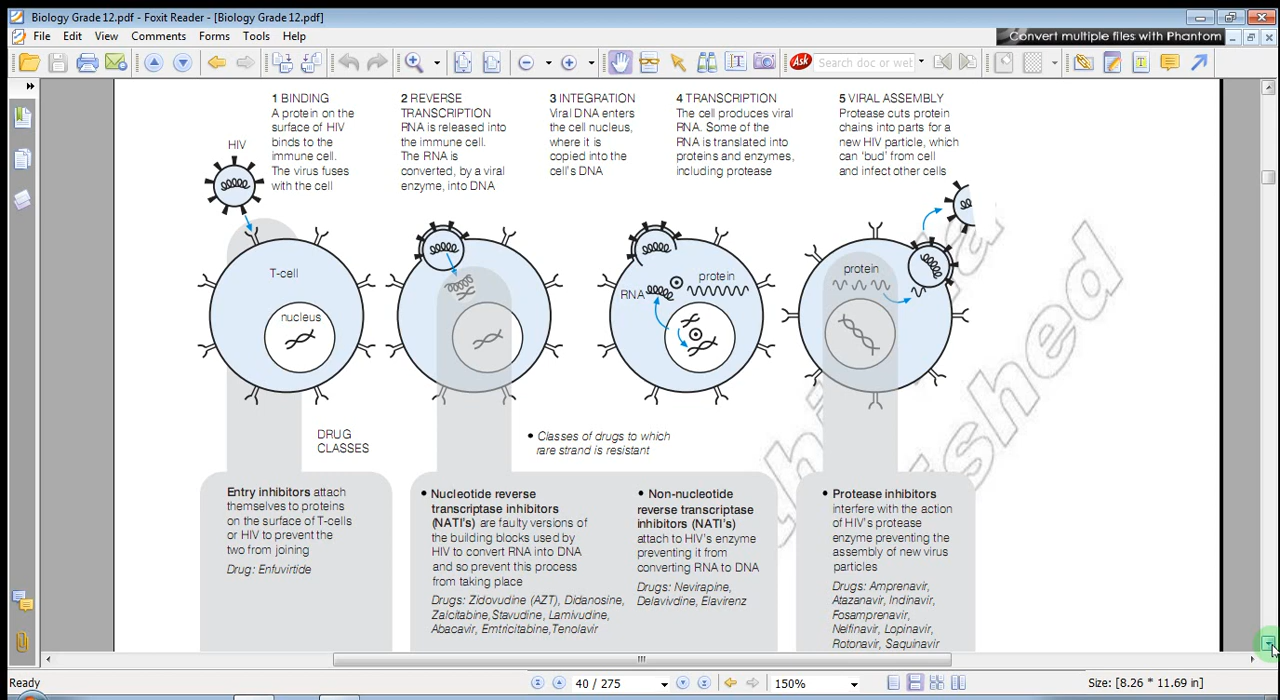 Biology Grade 12.pdf - Foxit Reader - [Biology Grade 12.pdf]
File Edit View Comments Forms Tools Help
Convert multiple files with Phantom
Ask Search doc or web
1 BINDING
A protein on the
surface of HIV
binds to the
immune cell.
The virus fuses
with the cell
2 REVERSE
TRANSCRIPTION
RNA is released into
the immune cell.
The RNA is
converted, by a viral
enzyme, into DNA
3 INTEGRATION
Viral DNA enters
the cell nucleus,
where it is
copied into the
cell's DNA
4 TRANSCRIPTION
The cell produces viral
RNA. Some of the
RNA is translated into
proteins and enzymes,
including protease
5 VIRAL ASSEMBLY
Protease cuts protein
chains into parts for a
new HIV particle, which
can 'bud' from cell
and infect other cells
HIV
T-cell
nucleus
RNA
protein
protein
DRUG
CLASSES
• Classes of drugs to which
rare strand is resistant
Entry inhibitors attach
themselves to proteins
on the surface of T-cells
or HIV to prevent the
two from joining
Drug: Enfuvirtide
• Nucleotide reverse
transcriptase inhibitors
(NATI's) are faulty versions of
the building blocks used by
HIV to convert RNA into DNA
and so prevent this process
from taking place
Drugs: Zidovudine (AZT), Didanosine,
Zalcitabine, Stavudine, Lamivudine,
Abacavir, Emtricitabine, Tenolavir
• Non-nucleotide
reverse transcriptase
inhibitors (NATI's)
attach to HIV's enzyme
preventing it from
converting RNA to DNA
Drugs: Nevirapine,
Delavivdine, Elavirenz
• Protease inhibitors
interfere with the action
of HIV's protease
enzyme preventing the
assembly of new virus
particles
Drugs: Amprenavir,
Atazanavir, Indinavir,
Fosamprenavir,
Nelfinavir, Lopinavir,
Rotonavir, Saquinavir
Ready
40 / 275
150%
Size: [8.26 * 11.69 in]